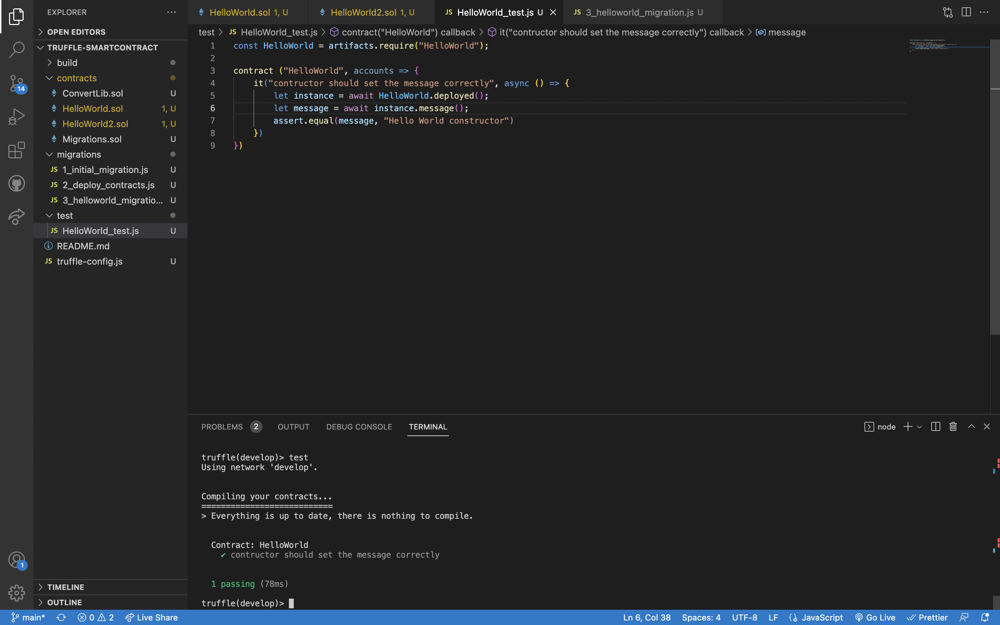 EXPLORER
OPEN EDITORS
TRUFFLE-SMARTCONTRACT
build
contracts
ConvertLib.sol U
HelloWorld.sol 1, U
HelloWorld2.sol 1, U
Migrations.sol U
migrations
JS 1_initial_migration.js U
JS 2_deploy_contracts.js U
JS 3_helloworld_migratio... U
test
JS HelloWorld_test.js U
README.md
JS truffle-config.js U
TIMELINE
OUTLINE
14
1
HelloWorld.sol 1, U
HelloWorld2.sol 1, U
JS HelloWorld_test.js U
JS 3_helloworld_migration.js U
test > JS HelloWorld_test.js > contract("HelloWorld") callback > it("contructor should set the message correctly") callback > message
1 const HelloWorld = artifacts.require("HelloWorld");
2
3 contract ("HelloWorld", accounts => {
4 it("contructor should set the message correctly", async () => {
5 let instance = await HelloWorld.deployed();
6 let message = await instance.message();
7 assert.equal(message, "Hello World constructor")
8 })
9 })
PROBLEMS 2 OUTPUT DEBUG CONSOLE TERMINAL
node
truffle(develop)> test
Using network 'develop'.
Compiling your contracts...
===========================
> Everything is up to date, there is nothing to compile.
Contract: HelloWorld
✔ contructor should set the message correctly
1 passing (78ms)
truffle(develop)>
main* 0 2 Live Share
Ln 6, Col 38 Spaces: 4 UTF-8 LF JavaScript Go Live Prettier